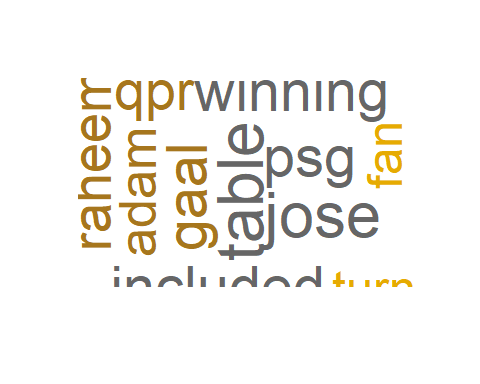 raheem
qpr
winning
adam
gaal
table
psg
fan
jose
included
turn